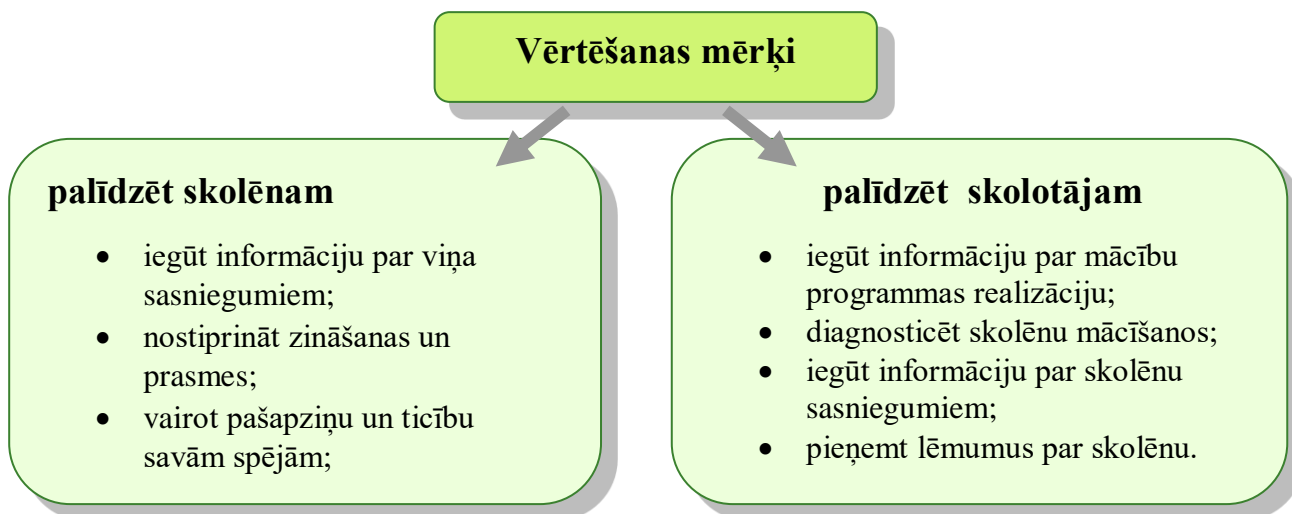 Vērtēšanas mērķi
palīdzēt skolēnam
• iegūt informāciju par viņa
sasniegumiem;
• nostiprināt zināšanas un
prasmes;
• vairot pašapziņu un ticību
savām spējām;
palīdzēt skolotājam
• iegūt informāciju par mācību
programmas realizāciju;
• diagnosticēt skolēnu mācīšanos;
• iegūt informāciju par skolēnu
sasniegumiem;
• pieņemt lēmumus par skolēnu.